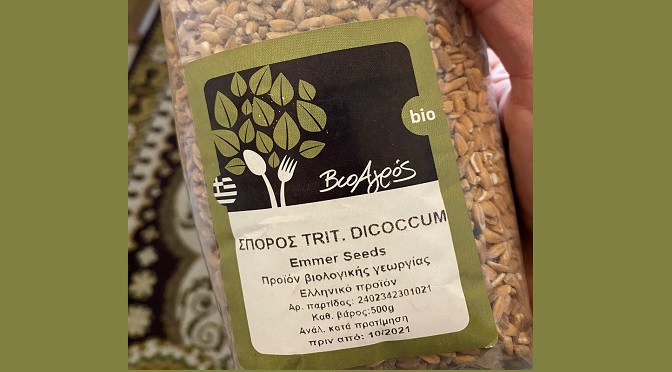 bio
ΒιοΑγρός
ΣΠΟΡΟΣ TRIT. DICOCCUM
Emmer Seeds
Προϊόν βιολογικής γεωργίας
Ελληνικό προϊόν
Αρ. παρτίδας: 2402342301021
Καθ. βάρος:500g
Ανάλ. κατά προτίμηση
πριν από: 10/2021